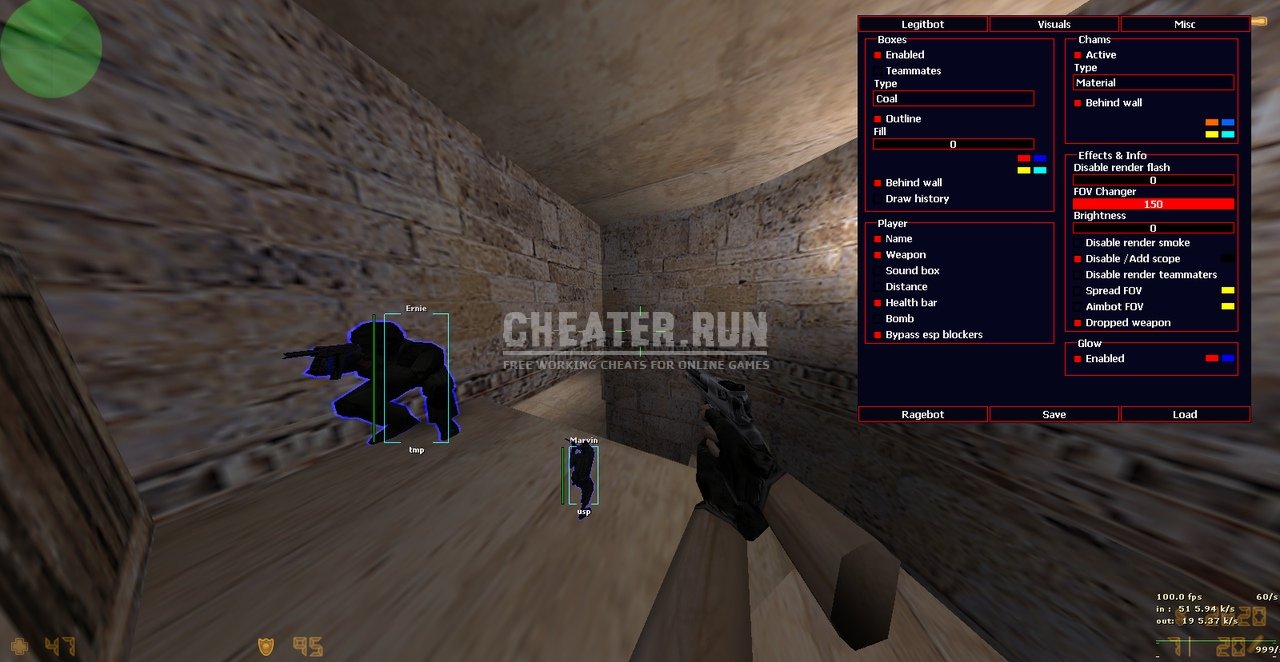 Legitbot Visuals Misc
Boxes
Enabled
Teammates
Type
Coal
Outline
Fill
0
Behind wall
Draw history
Player
Name
Weapon
Sound box
Distance
Health bar
Bomb
Bypass esp blockers
Chams
Active
Type
Material
Behind wall
Effects & Info
Disable render flash
0
FOV Changer
150
Brightness
0
Disable render smoke
Disable /Add scope
Disable render teammaters
Spread FOV
Aimbot FOV
Dropped weapon
Glow
Enabled
Ragebot Save Load
Ernie
tmp
CHEATER.RUN
FREE WORKING CHEATS FOR ONLINE GAMES
Marvin
usp
100.0 fps 60/s
in : 51 5.94 k/s
out: 19 5.37 k/s
47 95
999/